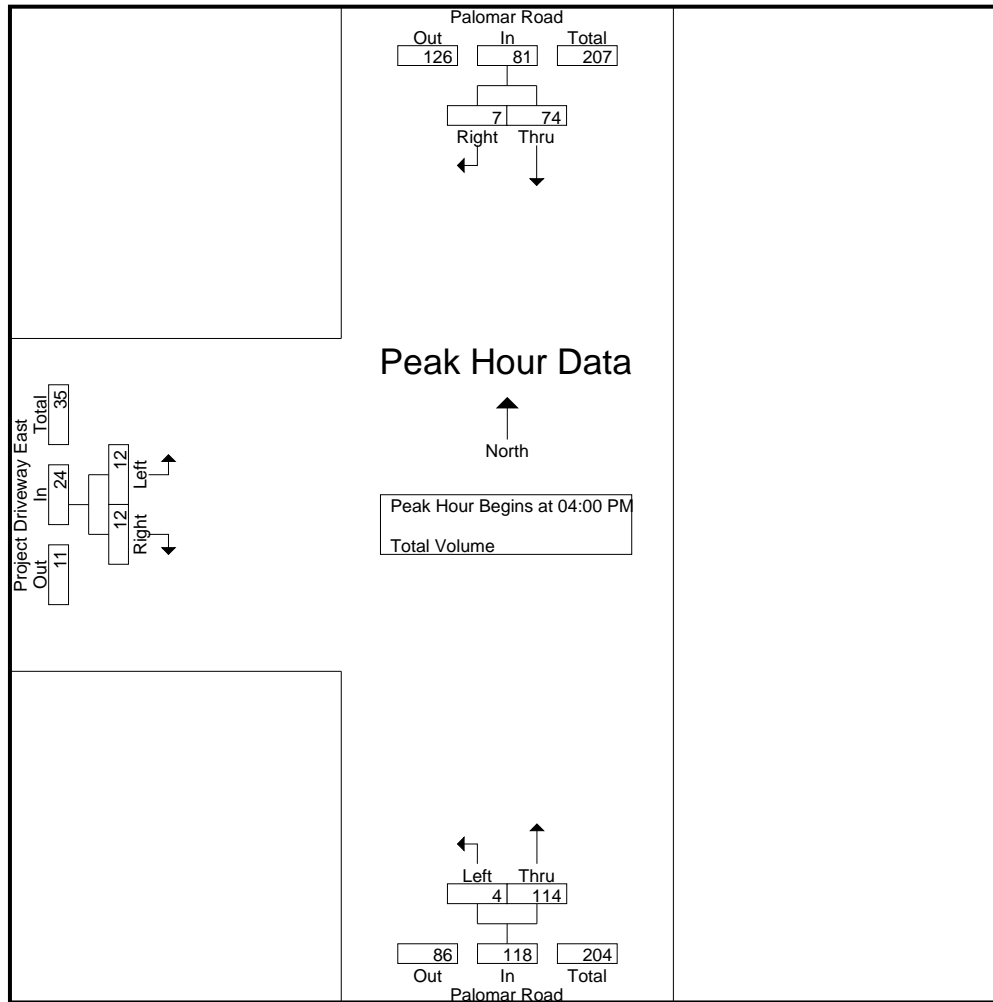 Palomar Road
Out In Total
126 81 207
7 74
Right Thru
Peak Hour Data
North
Peak Hour Begins at 04:00 PM
Total Volume
Project Driveway East
Total In Out
35 24 11
12 12
Left Right
Left Thru
4 114
86 118 204
Out In Total
Palomar Road